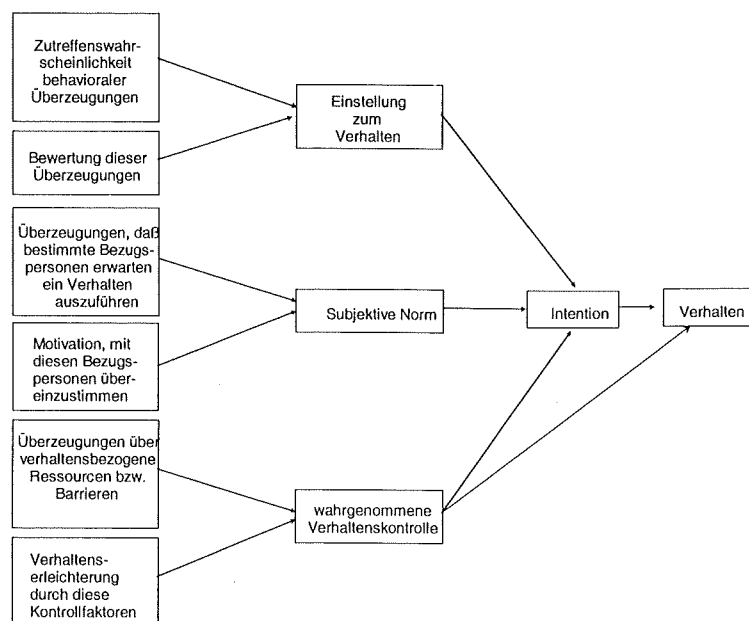 Zutreffenswahr-
scheinlichkeit
behavioraler
Überzeugungen
Bewertung dieser
Überzeugungen
Überzeugungen, daß
bestimmte Bezugs-
personen erwarten
ein Verhalten
auszuführen
Motivation, mit
diesen Bezugs-
personen über-
einzustimmen
Überzeugungen über
verhaltensbezogene
Ressourcen bzw.
Barrieren
Verhaltens-
erleichterung
durch diese
Kontrollfaktoren
Einstellung
zum
Verhalten
Subjektive Norm
wahrgenommene
Verhaltenskontrolle
Intention
Verhalten